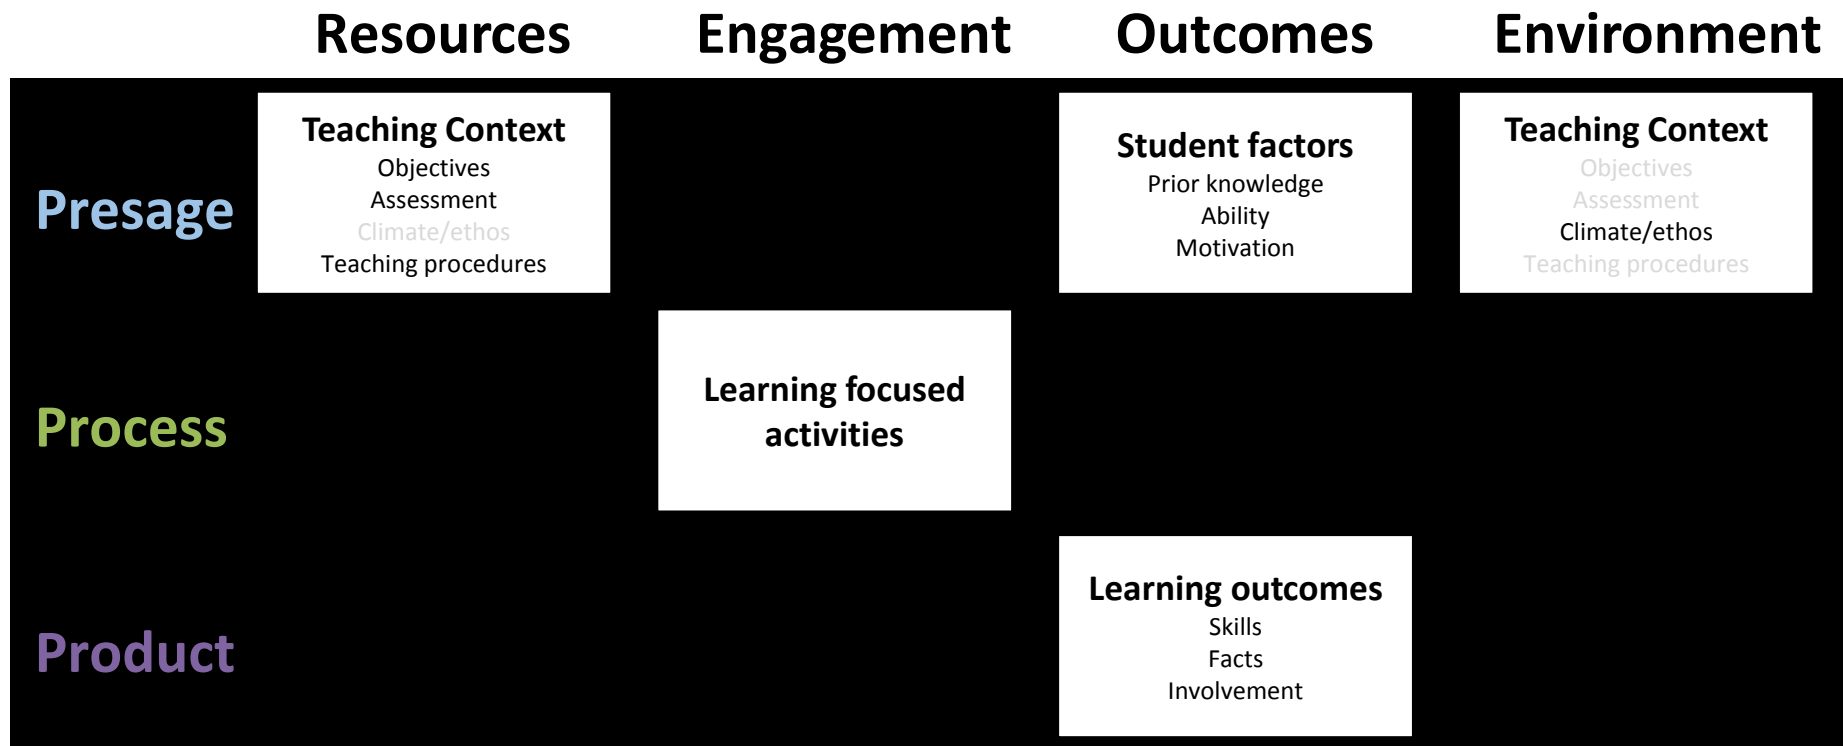 Resources Engagement Outcomes Environment
Presage
Teaching Context
Objectives
Assessment
Climate/ethos
Teaching procedures
Student factors
Prior knowledge
Ability
Motivation
Teaching Context
Objectives
Assessment
Climate/ethos
Teaching procedures
Process
Learning focused
activities
Product
Learning outcomes
Skills
Facts
Involvement